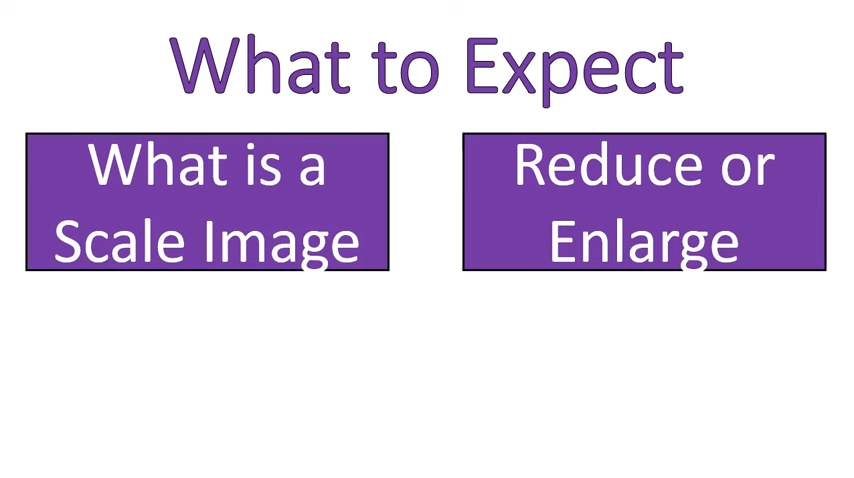 What to Expect
What is a
Scale Image
Reduce or
Enlarge